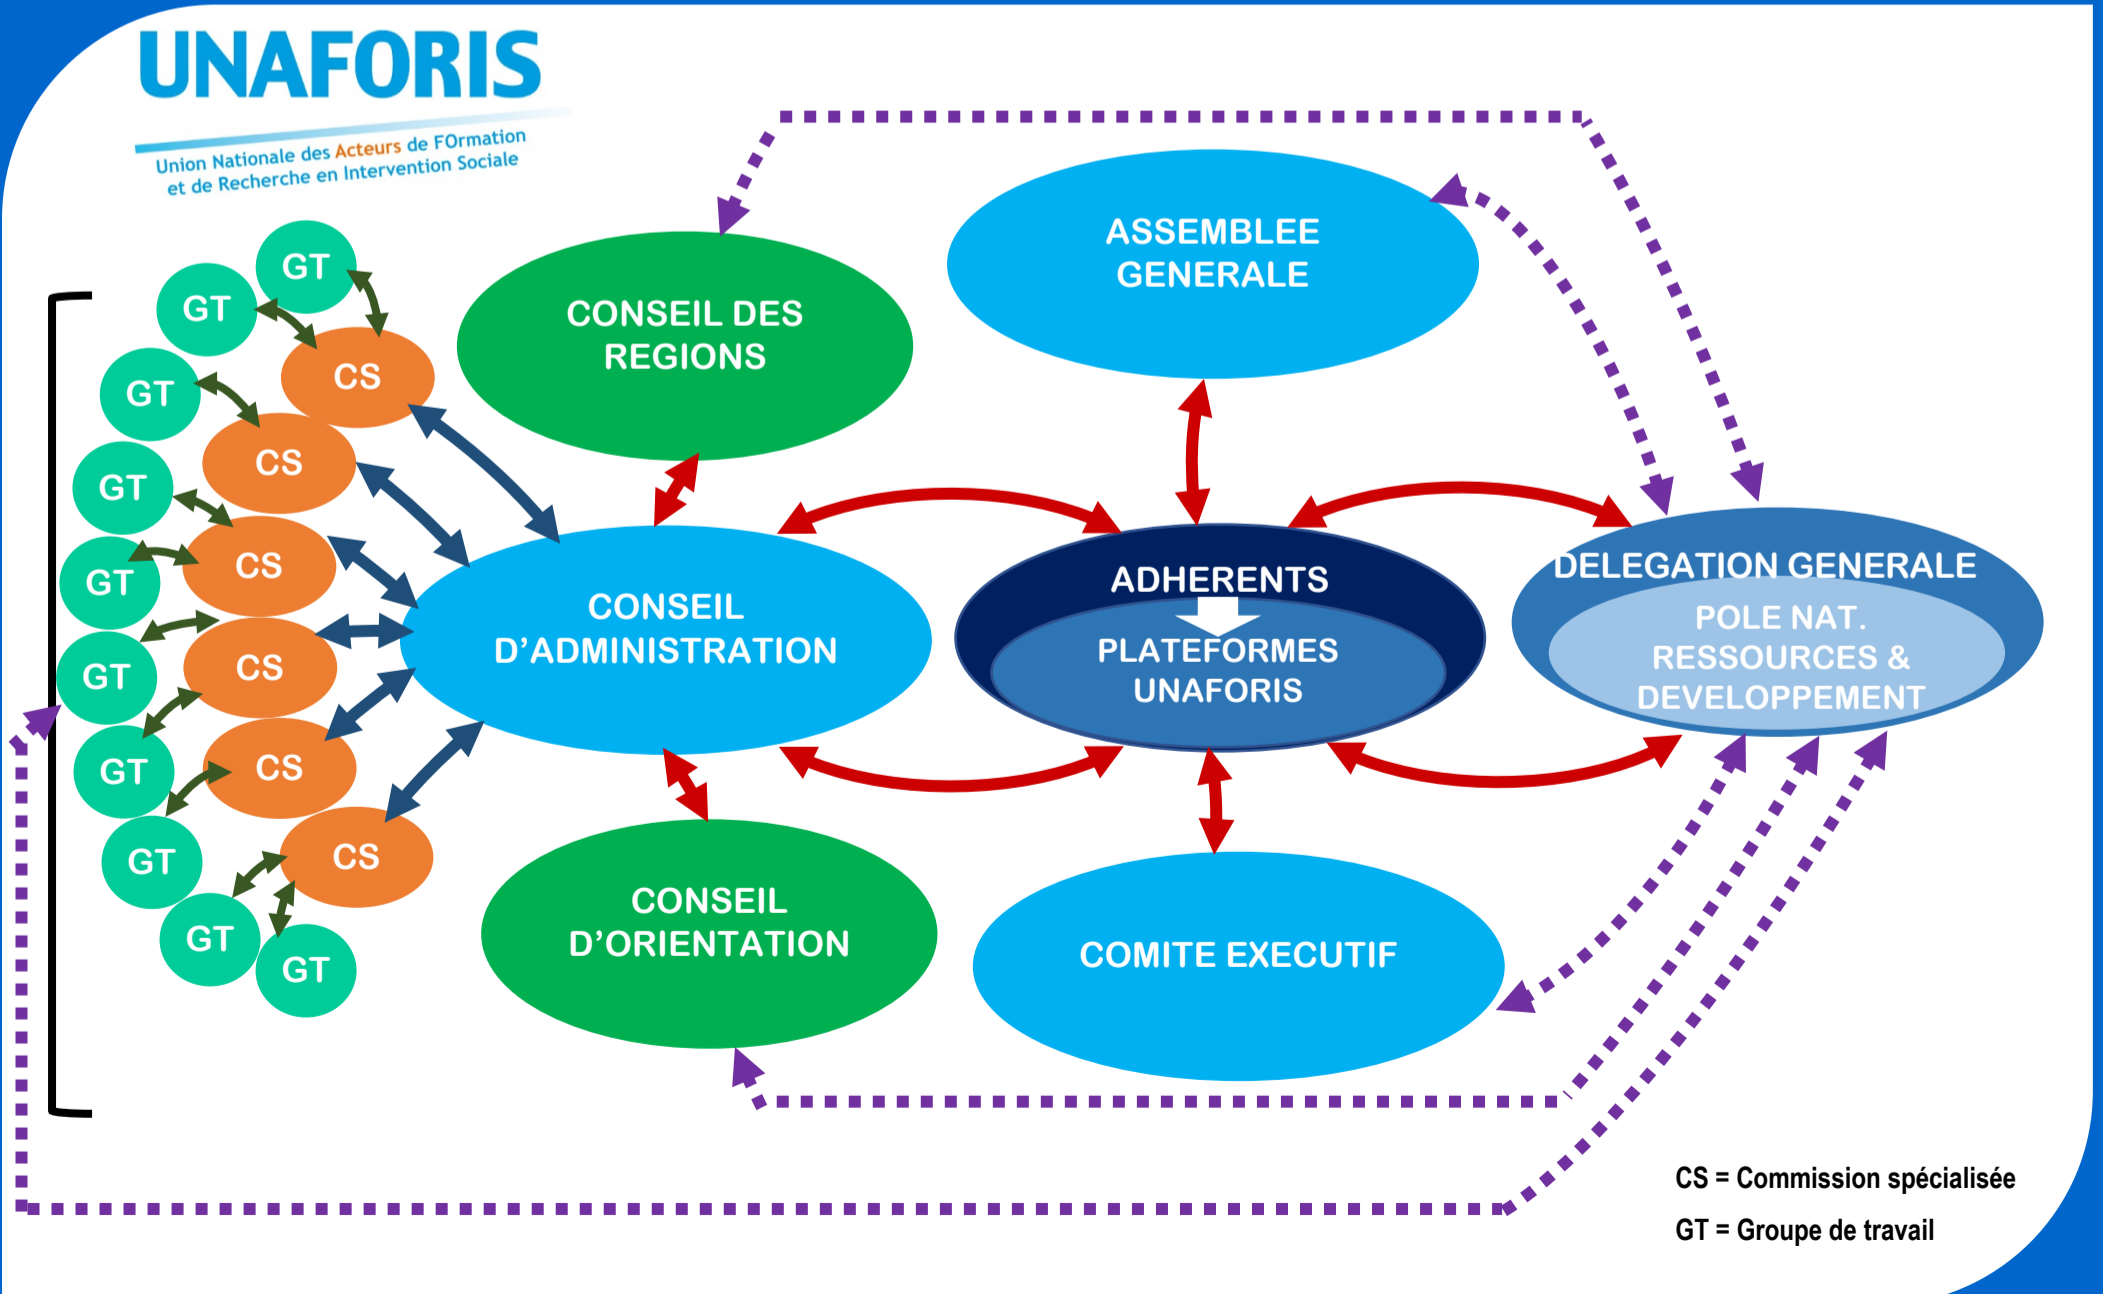 UNAFORIS
Union Nationale des Acteurs de FOrmation
et de Recherche en Intervention Sociale
GT
GT
GT
GT
GT
GT
GT
GT
GT
GT
CS
CS
CS
CS
CS
CS
CONSEIL DES
REGIONS
ASSEMBLEE
GENERALE
CONSEIL
D’ADMINISTRATION
ADHERENTS
PLATEFORMES
UNAFORIS
DELEGATION GENERALE
POLE NAT.
RESSOURCES &
DEVELOPPEMENT
CONSEIL
D’ORIENTATION
COMITE EXECUTIF
CS = Commission spécialisée
GT = Groupe de travail